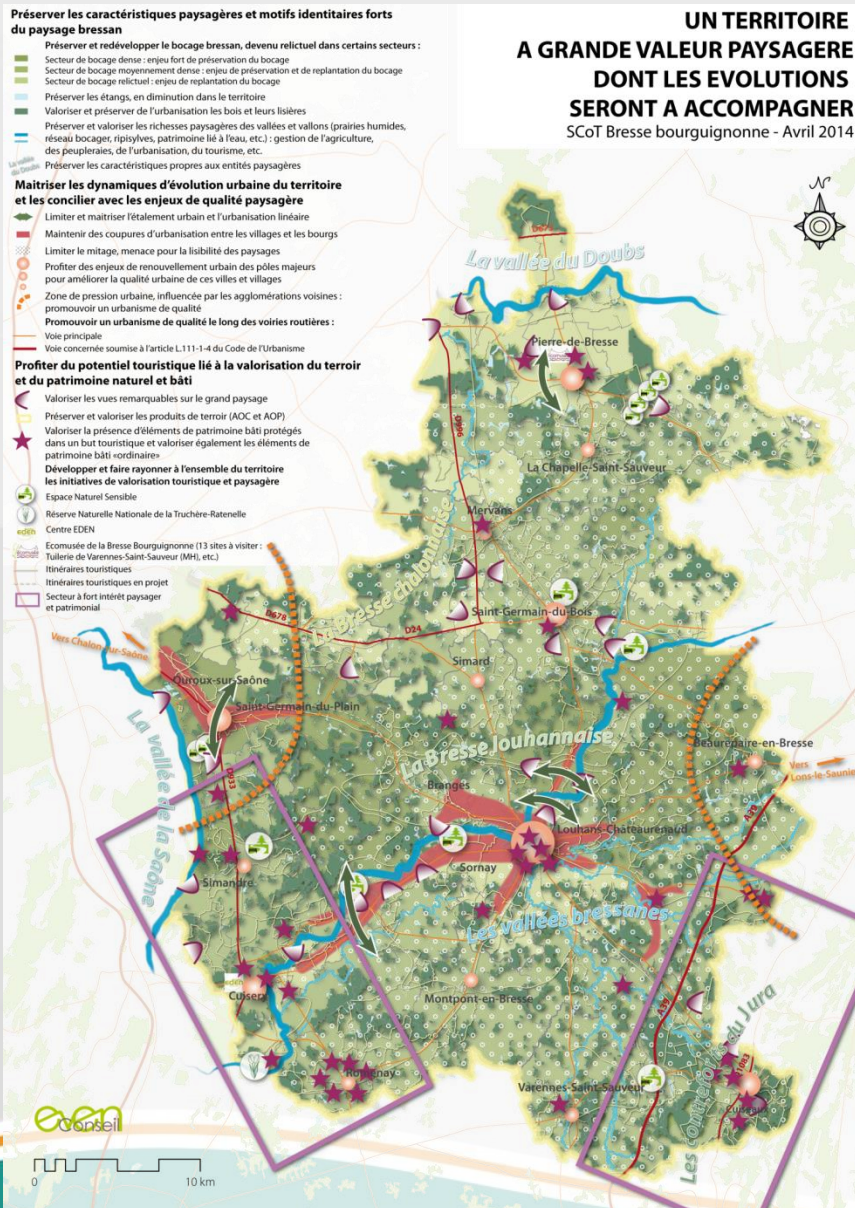 UN TERRITOIRE
A GRANDE VALEUR PAYSAGERE
DONT LES EVOLUTIONS
SERONT A ACCOMPAGNER
SCoT Bresse bourguignonne - Avril 2014
Préserver les caractéristiques paysagères et motifs identitaires forts
du paysage bressan
Préserver et redévelopper le bocage bressan, devenu relictuel dans certains secteurs :
Secteur de bocage dense : enjeu fort de préservation du bocage
Secteur de bocage moyennement dense : enjeu de préservation et de replantation du bocage
Secteur de bocage relictuel : enjeu de replantation du bocage
Préserver les étangs, en diminution dans le territoire
Valoriser et préserver de l'urbanisation les bois et leurs lisières
Préserver et valoriser les richesses paysagères des vallées et vallons (prairies humides,
réseau bocager, ripisylves, patrimoine lié à l'eau, etc.) : gestion de l'agriculture,
des peupleraies, de l'urbanisation, du tourisme, etc.
La vallée
du Doubs
Préserver les caractéristiques propres aux entités paysagères
Maitriser les dynamiques d'évolution urbaine du territoire
et les concilier avec les enjeux de qualité paysagère
Limiter et maitriser l'étalement urbain et l'urbanisation linéaire
Maintenir des coupures d'urbanisation entre les villages et les bourgs
Limiter le mitage, menace pour la lisibilité des paysages
Profiter des enjeux de renouvellement urbain des pôles majeurs
pour améliorer la qualité urbaine de ces villes et villages
Zone de pression urbaine, influencée par les agglomérations voisines :
promouvoir un urbanisme de qualité
Promouvoir un urbanisme de qualité le long des voiries routières :
Voie principale
Voie concernée soumise à l'article L.111-1-4 du Code de l'Urbanisme
Profiter du potentiel touristique lié à la valorisation du terroir
et du patrimoine naturel et bâti
Valoriser les vues remarquables sur le grand paysage
Préserver et valoriser les produits de terroir (AOC et AOP)
Valoriser la présence d'éléments de patrimoine bâti protégés
dans un but touristique et valoriser également les éléments de
patrimoine bâti «ordinaire»
Développer et faire rayonner à l'ensemble du territoire
les initiatives de valorisation touristique et paysagère
Espace Naturel Sensible
Réserve Naturelle Nationale de la Truchère-Ratenelle
eden
Centre EDEN
Ecomusée de la Bresse Bourguignonne (13 sites à visiter :
Tuilerie de Varennes-Saint-Sauveur (MH), etc.)
Itinéraires touristiques
Itinéraires touristiques en projet
Secteur à fort intérêt paysager
et patrimonial
N
D673
La vallée du Doubs
Pierre-de-Bresse
D996
La Chapelle-Saint-Sauveur
Mervans
La Bresse chalonnaise
Saint-Germain-du-Bois
D678
D24
Simard
Vers Chalon-sur-Saône
Ouroux-sur-Saône
Saint-Germain-du-Plain
La vallée de la Saône
D933
La Bresse louhannaise
Beaurepaire-en-Bresse
Vers
Lons-le-Saunier
A39
Branges
Louhans-Châteaurenaud
Sornay
Simandre
Les vallées bressanes
eden
Cuisery
Montpont-en-Bresse
A39
Romenay
Varennes-Saint-Sauveur
Les contreforts du Jura
1083
Cuiseaux
eden
conseil
0
10 km